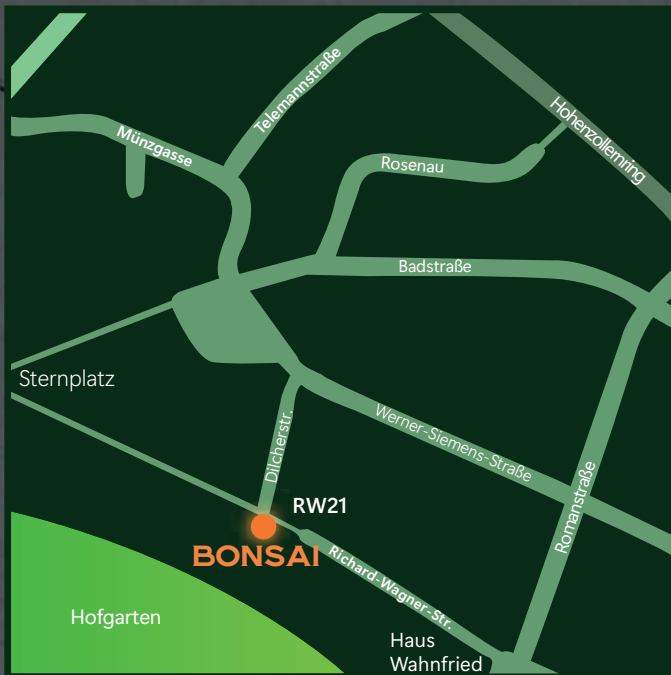 Telemannstraße
Hohenzollernring
Münzgasse
Rosenau
Badstraße
Sternplatz
Werner-Siemens-Straße
Dilcherstr.
Romanstraße
RW21
BONSAI
Richard-Wagner-Str.
Hofgarten
Haus
Wahnfried